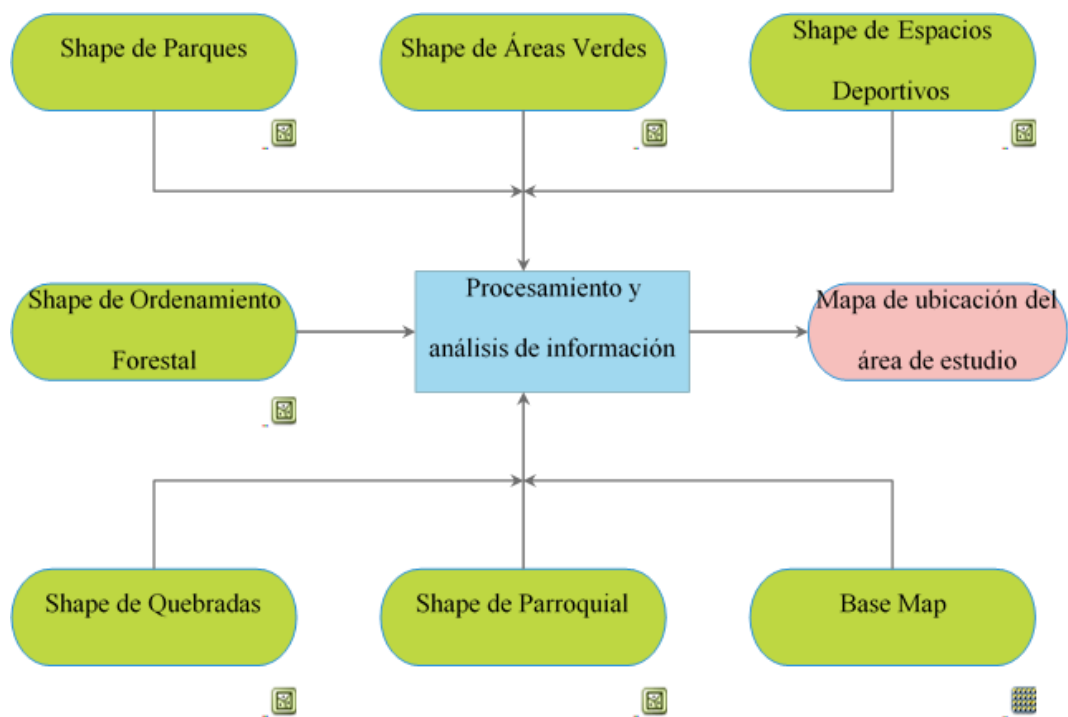 Shape de Parques
Shape de Áreas Verdes
Shape de Espacios
Deportivos
Shape de Ordenamiento
Forestal
Procesamiento y
análisis de información
Mapa de ubicación del
área de estudio
Shape de Quebradas
Shape de Parroquial
Base Map